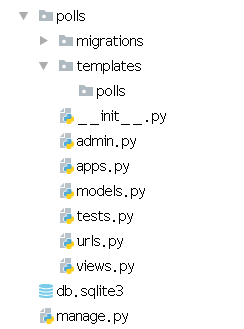 polls
migrations
templates
polls
__init__.py
admin.py
apps.py
models.py
tests.py
urls.py
views.py
db.sqlite3
manage.py